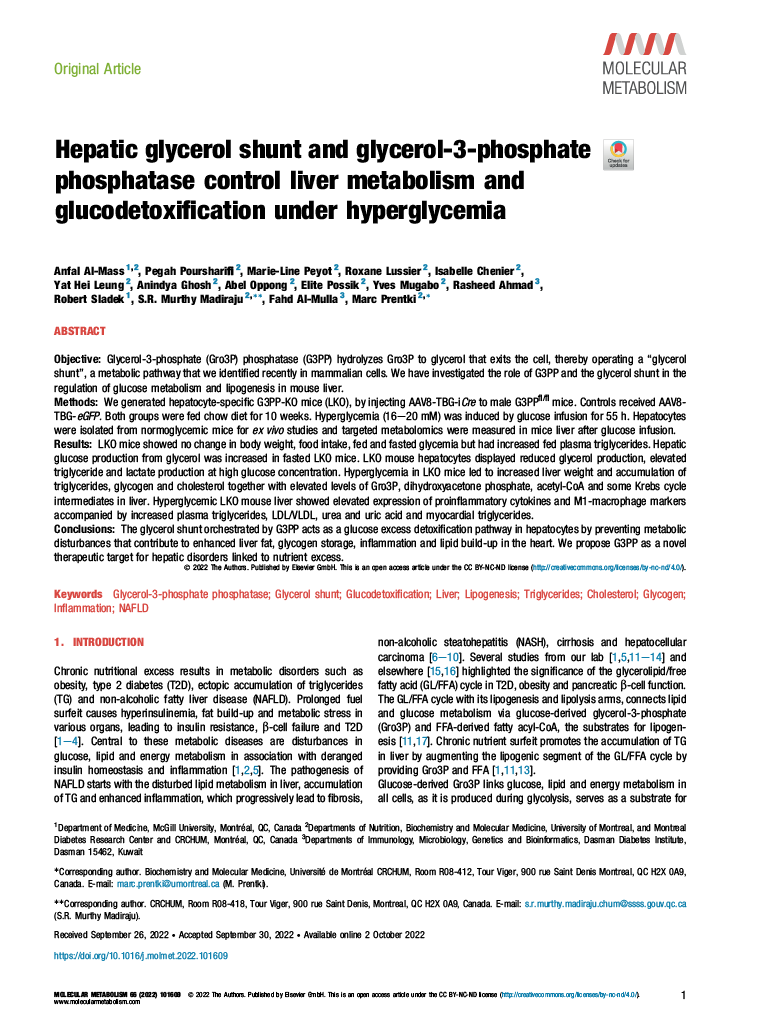 Original Article
MOLECULAR
METABOLISM
Hepatic glycerol shunt and glycerol-3-phosphate
phosphatase control liver metabolism and
glucodetoxification under hyperglycemia
Check for
updates
Anfal Al-Mass 1,2, Pegah Poursharifi 2, Marie-Line Peyot 2, Roxane Lussier 2, Isabelle Chenier 2,
Yat Hei Leung 2, Anindya Ghosh 2, Abel Oppong 2, Elite Possik 2, Yves Mugabo 2, Rasheed Ahmad 3,
Robert Sladek 1, S.R. Murthy Madiraju 2,**, Fahd Al-Mulla 3, Marc Prentki 2,*
ABSTRACT
Objective: Glycerol-3-phosphate (Gro3P) phosphatase (G3PP) hydrolyzes Gro3P to glycerol that exits the cell, thereby operating a “glycerol
shunt”, a metabolic pathway that we identified recently in mammalian cells. We have investigated the role of G3PP and the glycerol shunt in the
regulation of glucose metabolism and lipogenesis in mouse liver.
Methods: We generated hepatocyte-specific G3PP-KO mice (LKO), by injecting AAV8-TBG-iCre to male G3PPfl/fl mice. Controls received AAV8-
TBG-eGFP. Both groups were fed chow diet for 10 weeks. Hyperglycemia (16–20 mM) was induced by glucose infusion for 55 h. Hepatocytes
were isolated from normoglycemic mice for ex vivo studies and targeted metabolomics were measured in mice liver after glucose infusion.
Results: LKO mice showed no change in body weight, food intake, fed and fasted glycemia but had increased fed plasma triglycerides. Hepatic
glucose production from glycerol was increased in fasted LKO mice. LKO mouse hepatocytes displayed reduced glycerol production, elevated
triglyceride and lactate production at high glucose concentration. Hyperglycemia in LKO mice led to increased liver weight and accumulation of
triglycerides, glycogen and cholesterol together with elevated levels of Gro3P, dihydroxyacetone phosphate, acetyl-CoA and some Krebs cycle
intermediates in liver. Hyperglycemic LKO mouse liver showed elevated expression of proinflammatory cytokines and M1-macrophage markers
accompanied by increased plasma triglycerides, LDL/VLDL, urea and uric acid and myocardial triglycerides.
Conclusions: The glycerol shunt orchestrated by G3PP acts as a glucose excess detoxification pathway in hepatocytes by preventing metabolic
disturbances that contribute to enhanced liver fat, glycogen storage, inflammation and lipid build-up in the heart. We propose G3PP as a novel
therapeutic target for hepatic disorders linked to nutrient excess.
© 2022 The Authors. Published by Elsevier GmbH. This is an open access article under the CC BY-NC-ND license (http://creativecommons.org/licenses/by-nc-nd/4.0/).
Keywords Glycerol-3-phosphate phosphatase; Glycerol shunt; Glucodetoxification; Liver; Lipogenesis; Triglycerides; Cholesterol; Glycogen;
Inflammation; NAFLD
1. INTRODUCTION
Chronic nutritional excess results in metabolic disorders such as
obesity, type 2 diabetes (T2D), ectopic accumulation of triglycerides
(TG) and non-alcoholic fatty liver disease (NAFLD). Prolonged fuel
surfeit causes hyperinsulinemia, fat build-up and metabolic stress in
various organs, leading to insulin resistance, β-cell failure and T2D
[1–4]. Central to these metabolic diseases are disturbances in
glucose, lipid and energy metabolism in association with deranged
insulin homeostasis and inflammation [1,2,5]. The pathogenesis of
NAFLD starts with the disturbed lipid metabolism in liver, accumulation
of TG and enhanced inflammation, which progressively lead to fibrosis,
non-alcoholic steatohepatitis (NASH), cirrhosis and hepatocellular
carcinoma [6–10]. Several studies from our lab [1,5,11–14] and
elsewhere [15,16] highlighted the significance of the glycerolipid/free
fatty acid (GL/FFA) cycle in T2D, obesity and pancreatic β-cell function.
The GL/FFA cycle with its lipogenesis and lipolysis arms, connects lipid
and glucose metabolism via glucose-derived glycerol-3-phosphate
(Gro3P) and FFA-derived fatty acyl-CoA, the substrates for lipogen-
esis [11,17]. Chronic nutrient surfeit promotes the accumulation of TG
in liver by augmenting the lipogenic segment of the GL/FFA cycle by
providing Gro3P and FFA [1,11,13].
Glucose-derived Gro3P links glucose, lipid and energy metabolism in
all cells, as it is produced during glycolysis, serves as a substrate for
1Department of Medicine, McGill University, Montréal, QC, Canada 2Departments of Nutrition, Biochemistry and Molecular Medicine, University of Montreal, and Montreal
Diabetes Research Center and CRCHUM, Montréal, QC, Canada 3Departments of Immunology, Microbiology, Genetics and Bioinformatics, Dasman Diabetes Institute,
Dasman 15462, Kuwait
*Corresponding author. Biochemistry and Molecular Medicine, Université de Montréal CRCHUM, Room R08-412, Tour Viger, 900 rue Saint Denis Montreal, QC H2X 0A9,
Canada. E-mail: marc.prentki@umontreal.ca (M. Prentki).
**Corresponding author. CRCHUM, Room R08-418, Tour Viger, 900 rue Saint Denis, Montreal, QC H2X 0A9, Canada. E-mail: s.r.murthy.madiraju.chum@ssss.gouv.qc.ca
(S.R. Murthy Madiraju).
Received September 26, 2022 • Accepted September 30, 2022 • Available online 2 October 2022
https://doi.org/10.1016/j.molmet.2022.101609
MOLECULAR METABOLISM 66 (2022) 101609 © 2022 The Authors. Published by Elsevier GmbH. This is an open access article under the CC BY-NC-ND license (http://creativecommons.org/licenses/by-nc-nd/4.0/). 1
www.molecularmetabolism.com